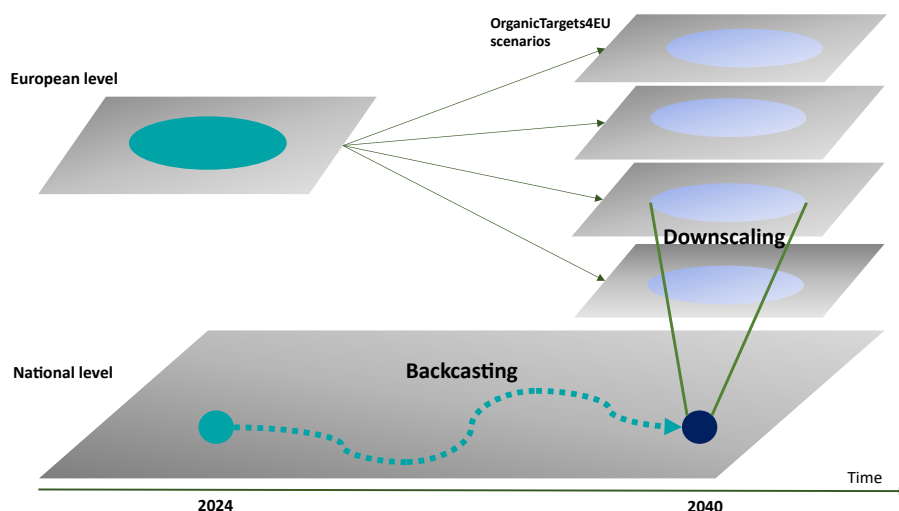 OrganicTargets4EU
scenarios
European level
Downscaling
National level
Backcasting
Time
2024
2040